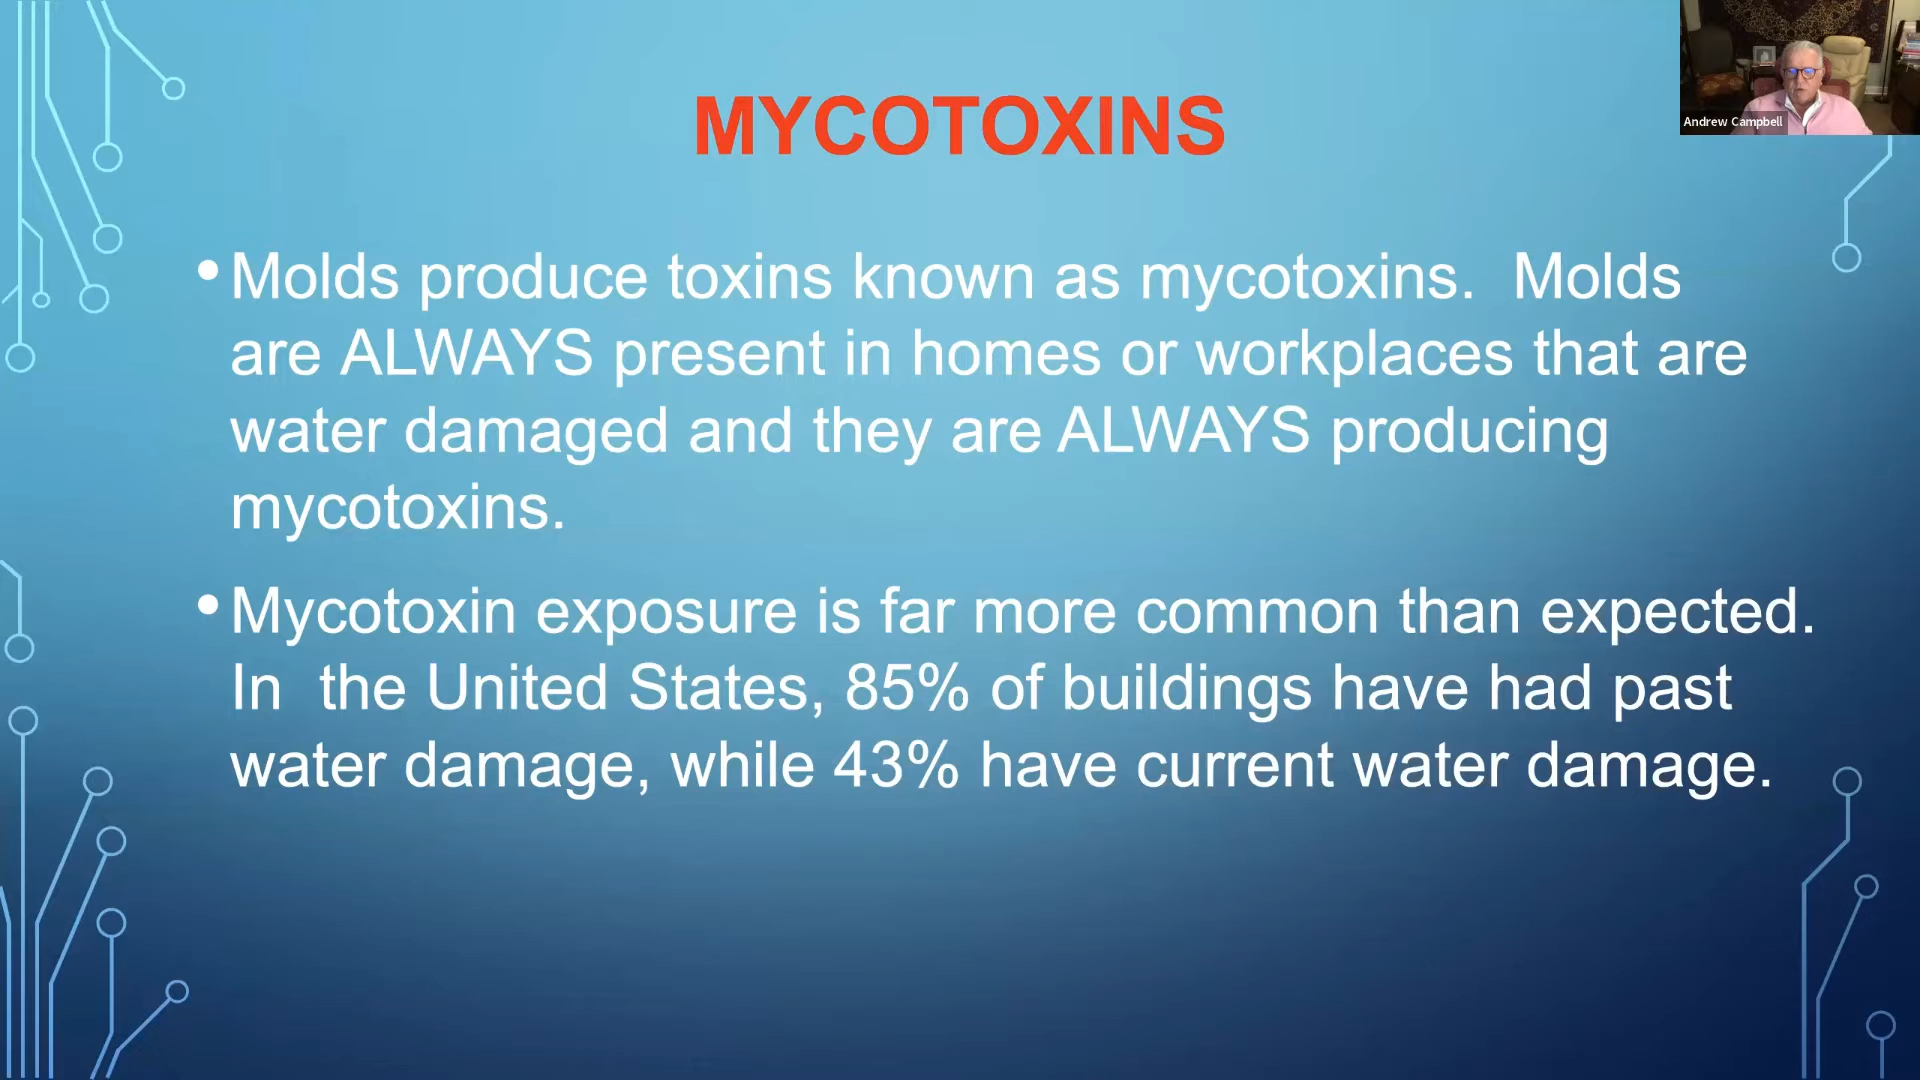 MYCOTOXINS
Andrew Campbell
• Molds produce toxins known as mycotoxins.  Molds
are ALWAYS present in homes or workplaces that are
water damaged and they are ALWAYS producing
mycotoxins.
• Mycotoxin exposure is far more common than expected.
In  the United States, 85% of buildings have had past
water damage, while 43% have current water damage.